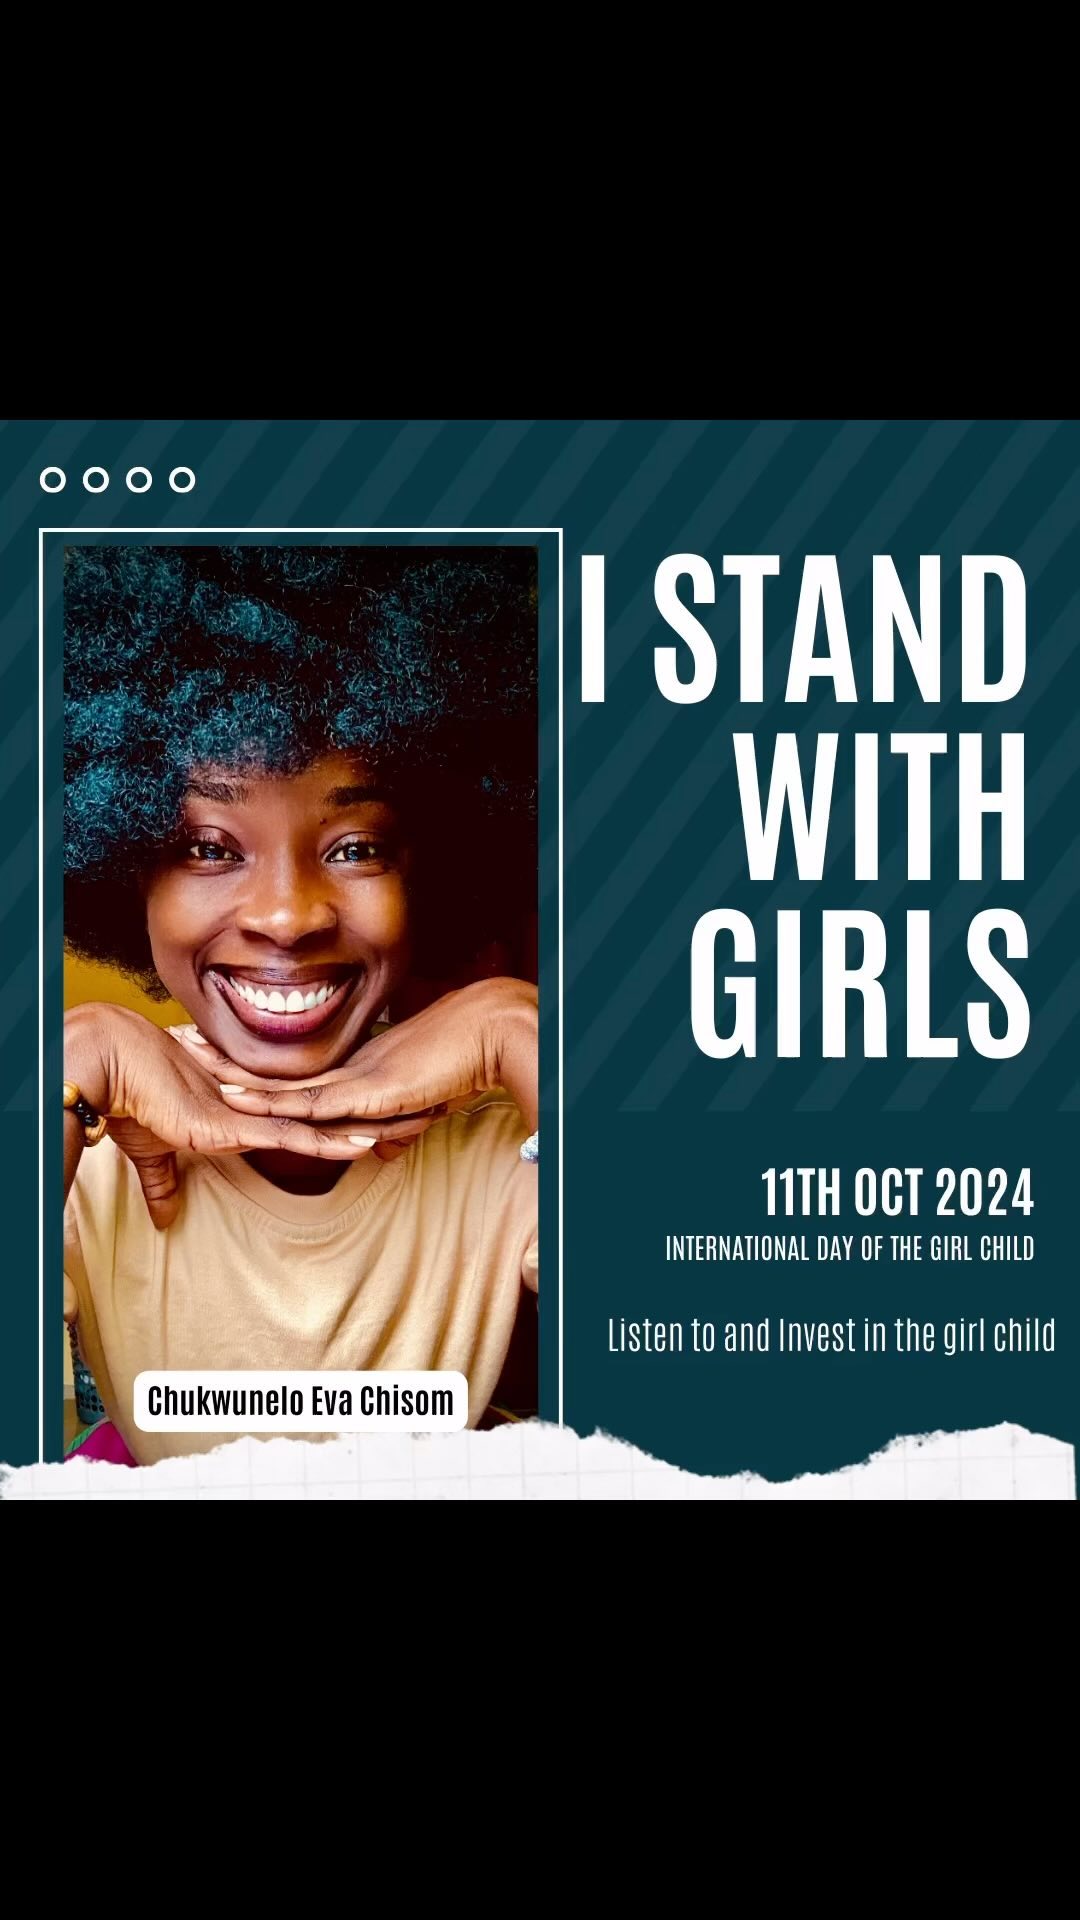 I STAND
WITH
GIRLS
11TH OCT 2024
INTERNATIONAL DAY OF THE GIRL CHILD
Listen to and Invest in the girl child
Chukwunelo Eva Chisom